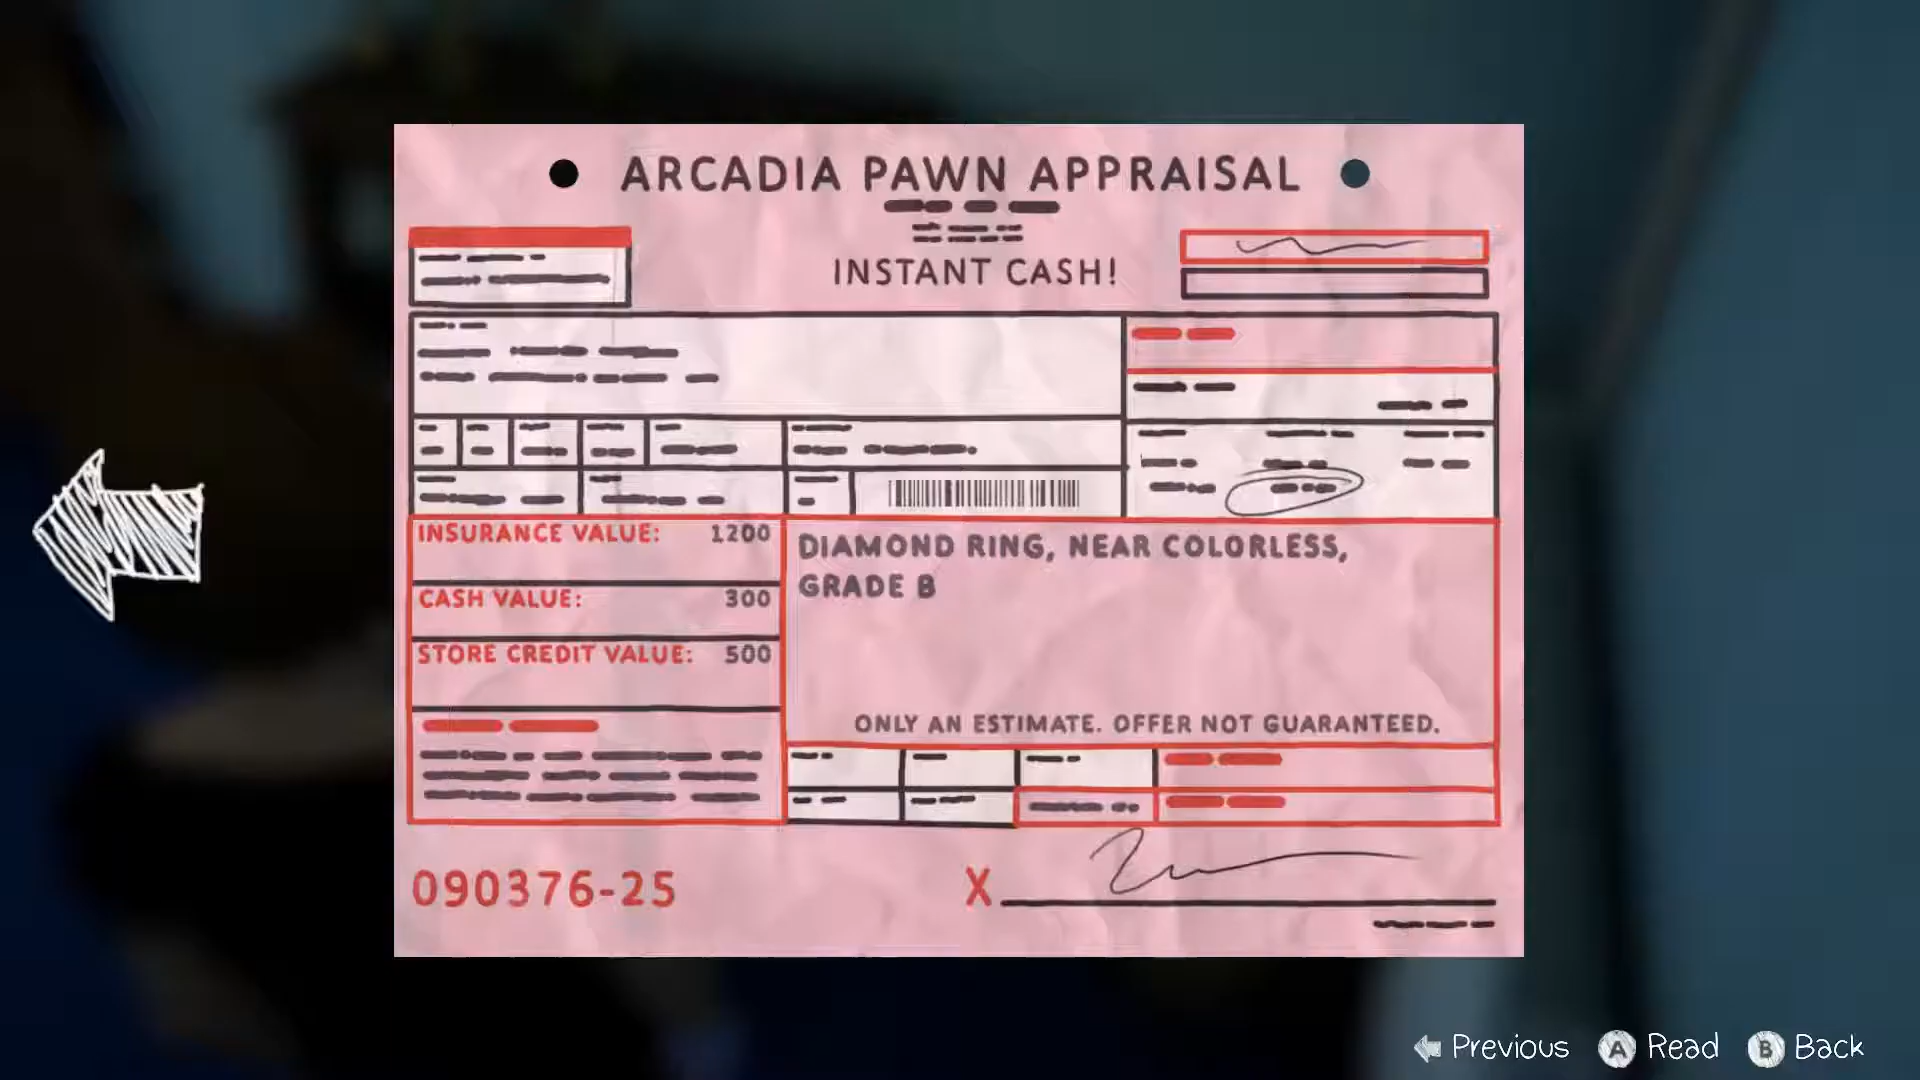 ARCADIA PAWN APPRAISAL
INSTANT CASH!
INSURANCE VALUE: 1200
CASH VALUE: 300
STORE CREDIT VALUE: 500
DIAMOND RING, NEAR COLORLESS,
GRADE B
ONLY AN ESTIMATE. OFFER NOT GUARANTEED.
090376-25
X
Previous A Read B Back